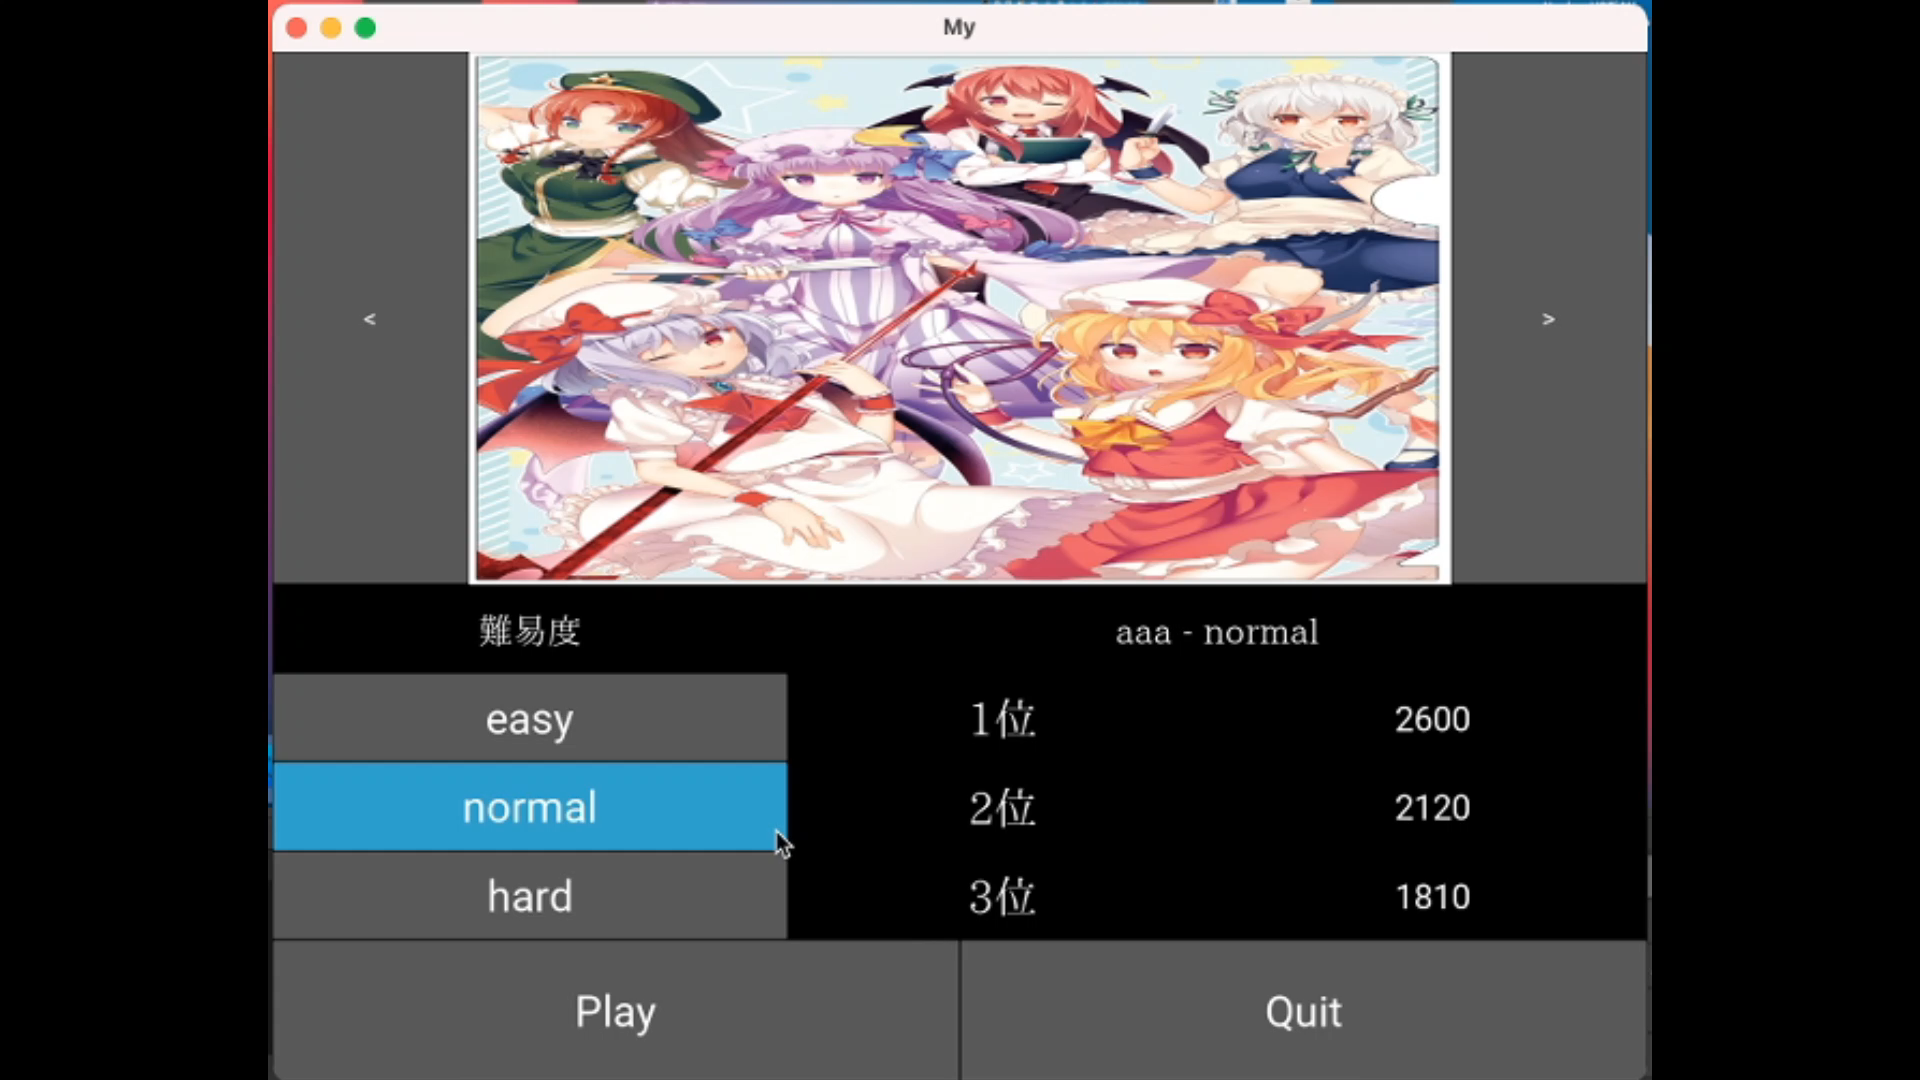 My
<
>
難易度
aaa - normal
easy
1位
2600
normal
2位
2120
hard
3位
1810
Play
Quit